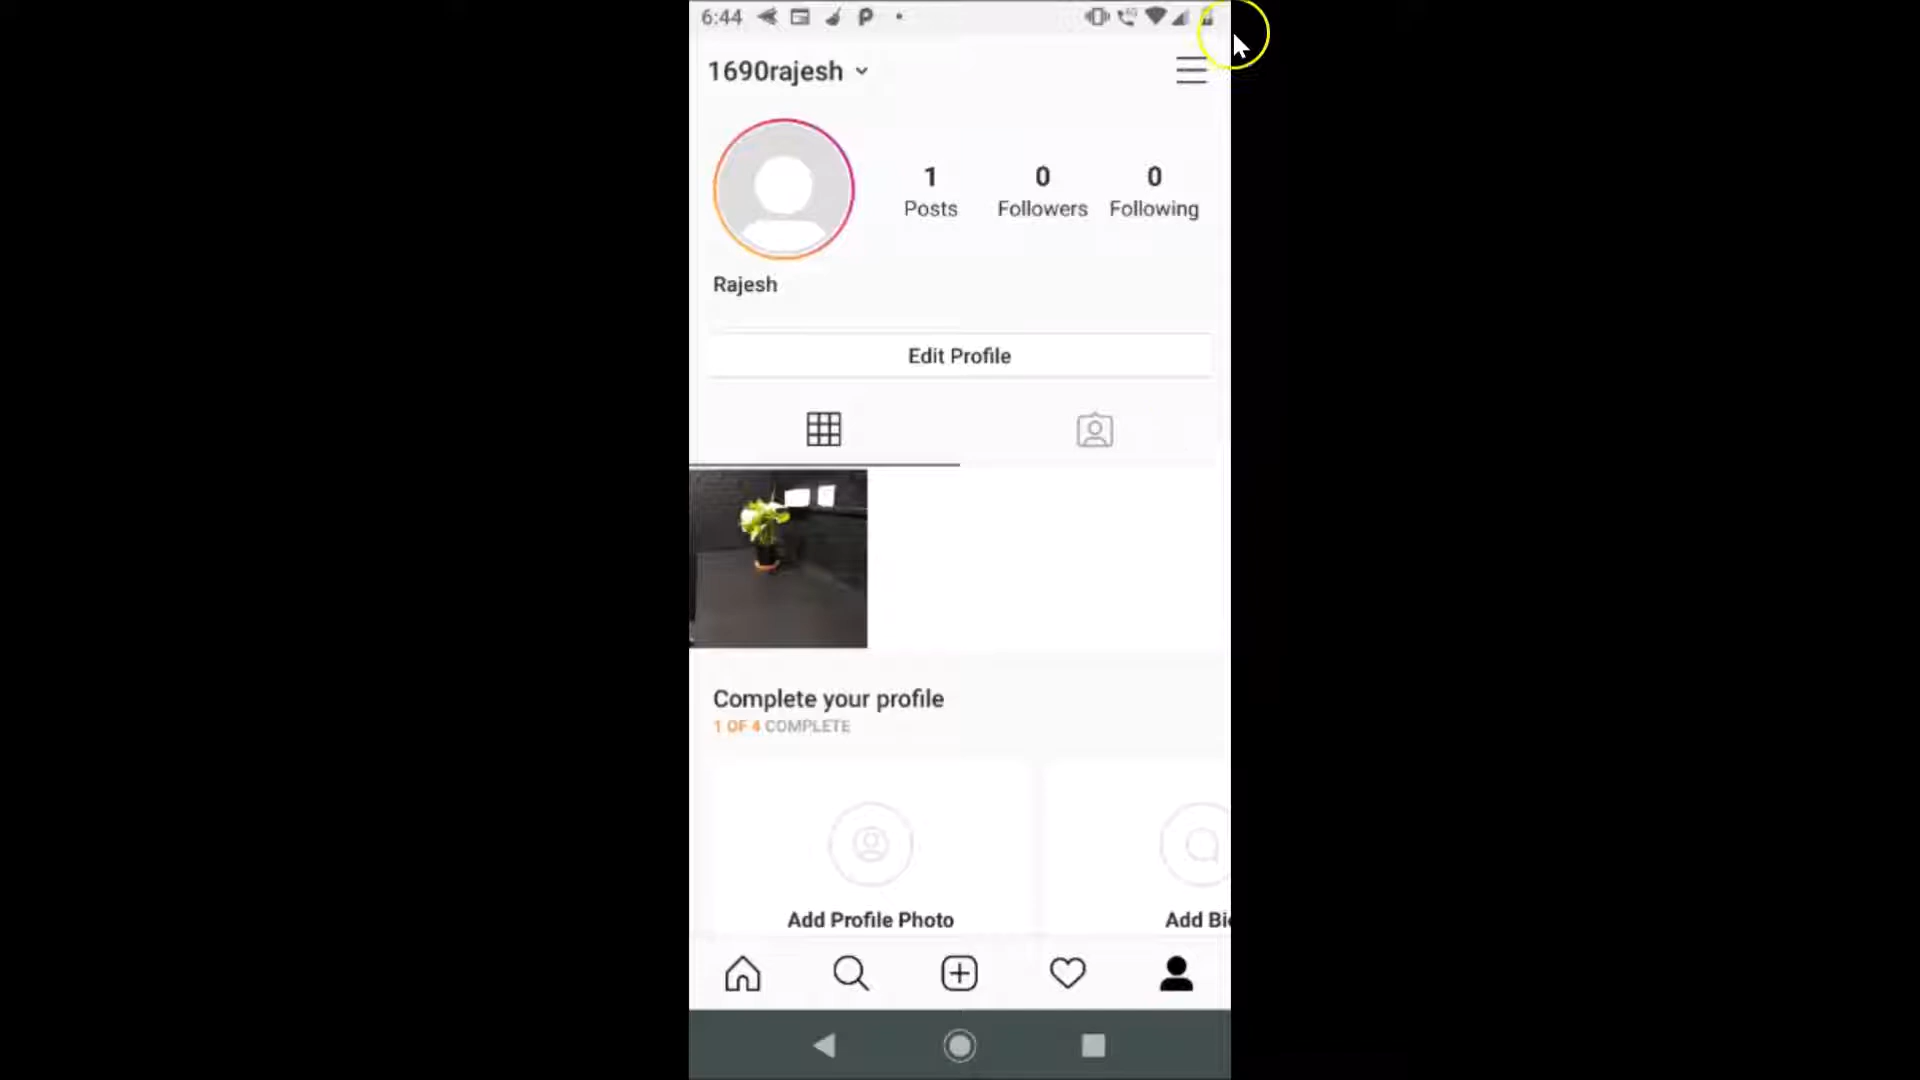 6:44
1690rajesh
1 0 0
Posts Followers Following
Rajesh
Edit Profile
Complete your profile
1 OF 4 COMPLETE
Add Profile Photo
Add Bi